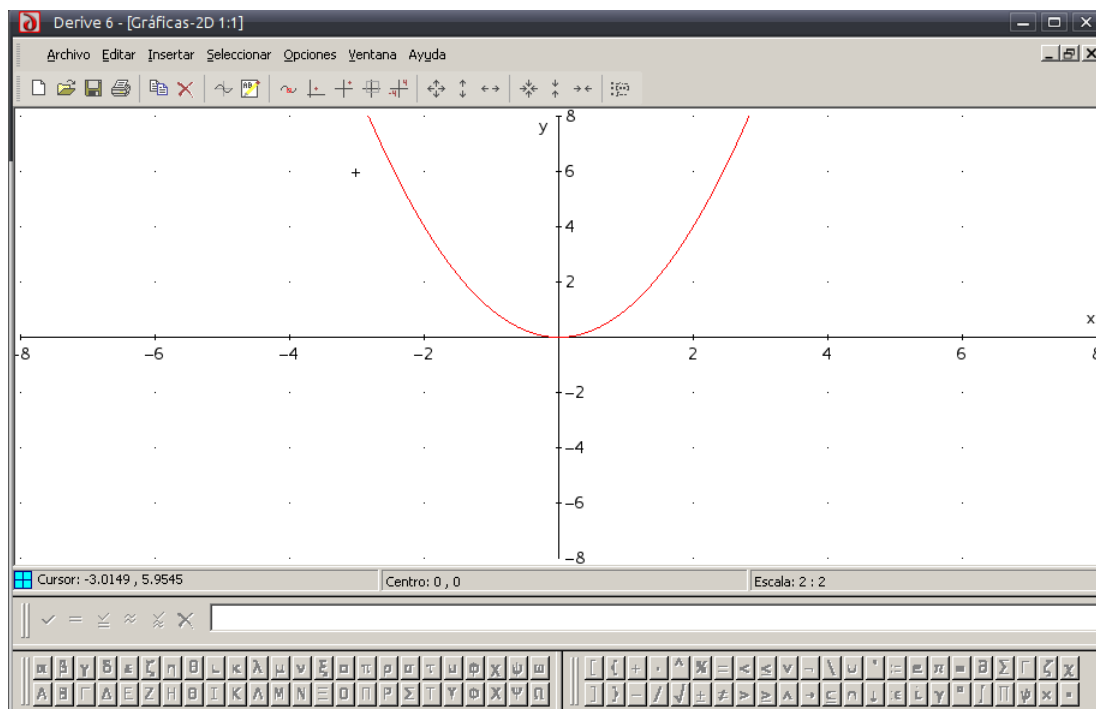 Derive 6 - [Gráficas-2D 1:1]
Archivo Editar Insertar Seleccionar Opciones Ventana Ayuda
y 8
6
4
2
x
-8 -6 -4 -2 2 4 6 8
-2
-4
-6
-8
Cursor: -3.0149 , 5.9545 Centro: 0 , 0 Escala: 2 : 2
α β γ δ ε ζ η θ ι κ λ μ ν ξ ο π ρ σ τ υ φ χ ψ ω
Α Β Γ Δ Ε Ζ Η Θ Ι Κ Λ Μ Ν Ξ Ο Π Ρ Σ Τ Υ Φ Χ Ψ Ω